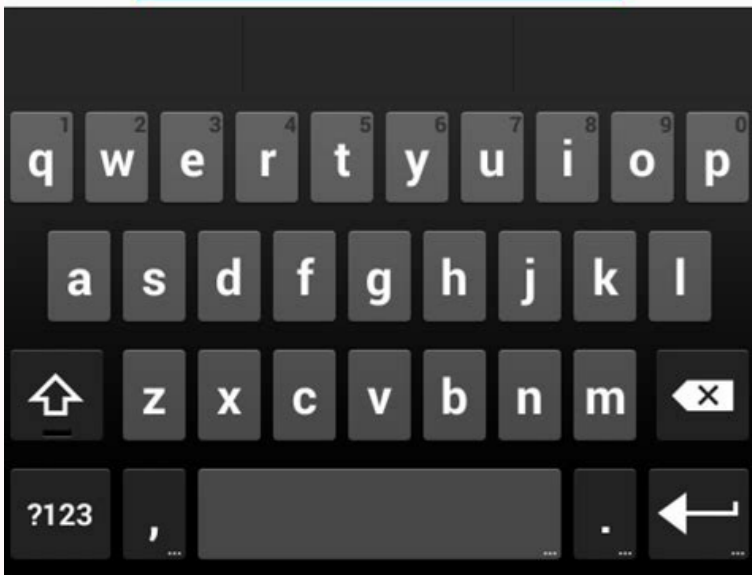 1 2 3 4 5 6 7 8 9 0
q w e r t y u i o p
a s d f g h j k l
z x c v b n m
?123 , ... ... . ... ...